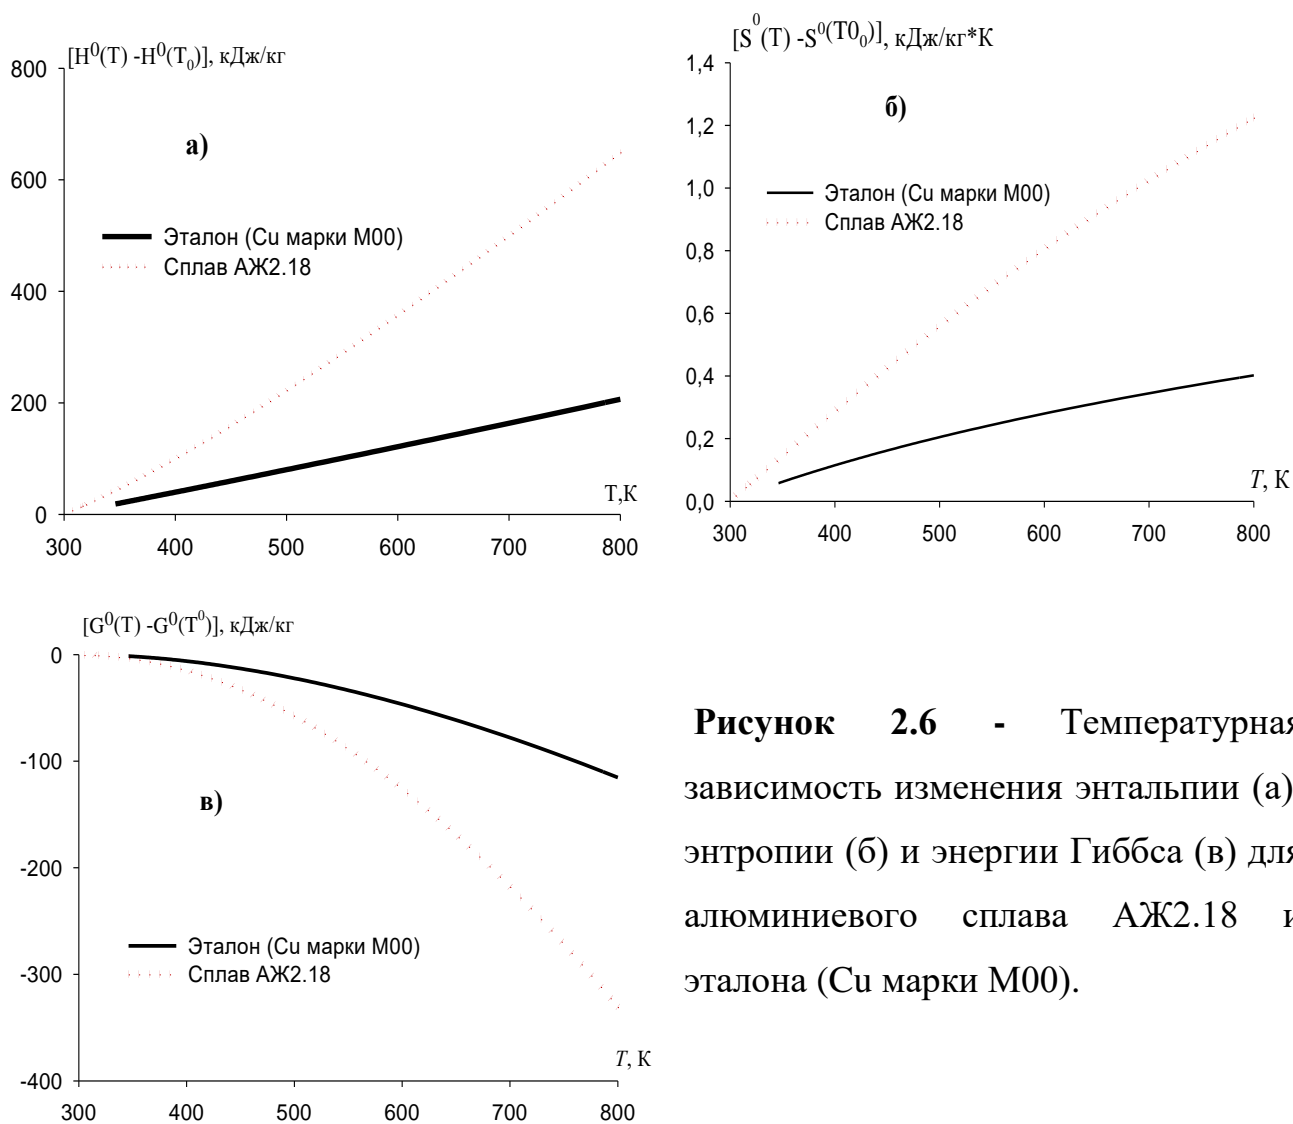 [H⁰(T) -H⁰(T₀)], кДж/кг
800
600
400
200
0
а)
Эталон (Cu марки М00)
Сплав АЖ2.18
T,K
300 400 500 600 700 800
[S⁰(T) -S⁰(T0₀)], кДж/кг*К
1,4
1,2
1,0
0,8
0,6
0,4
0,2
0,0
б)
Эталон (Cu марки М00)
Сплав АЖ2.18
T, К
300 400 500 600 700 800
[G⁰(T) -G⁰(T⁰)], кДж/кг
0
-100
-200
-300
-400
в)
Эталон (Cu марки М00)
Сплав АЖ2.18
T, К
300 400 500 600 700 800
Рисунок 2.6 - Температурная
зависимость изменения энтальпии (а)
энтропии (б) и энергии Гиббса (в) для
алюминиевого сплава АЖ2.18 и
эталона (Cu марки М00).